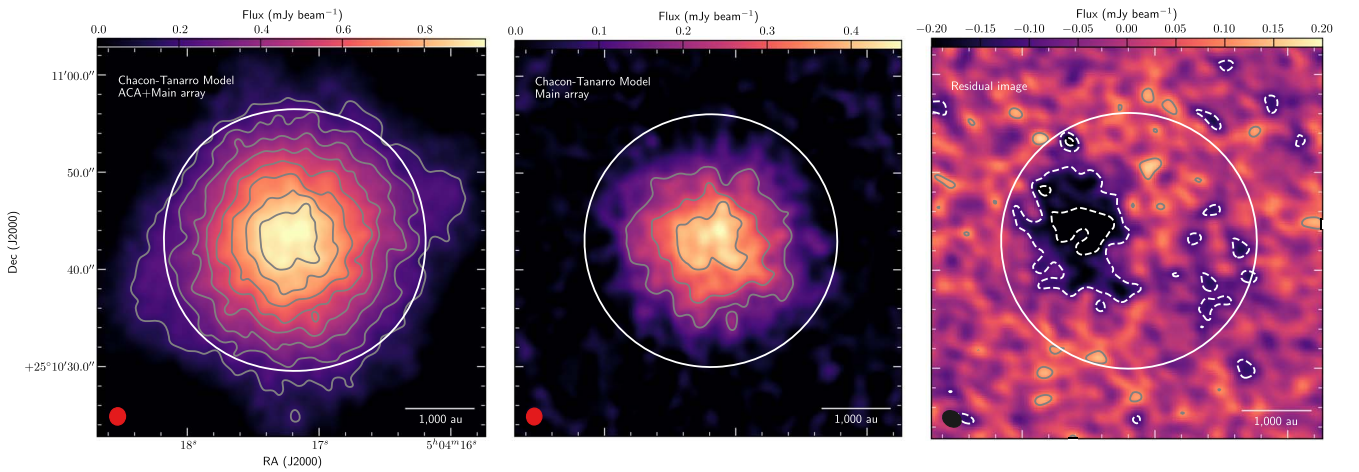 Flux (mJy beam⁻¹)
0.0 0.2 0.4 0.6 0.8
Chacon-Tanarro Model
ACA+Main array
11′00.0″
50.0″
40.0″
+25°10′30.0″
Dec (J2000)
1,000 au
18ˢ 17ˢ 5ʰ04ᵐ16ˢ
RA (J2000)
Flux (mJy beam⁻¹)
0.0 0.1 0.2 0.3 0.4
Chacon-Tanarro Model
Main array
1,000 au
Flux (mJy beam⁻¹)
−0.20 −0.15 −0.10 −0.05 0.00 0.05 0.10 0.15 0.20
Residual image
1,000 au